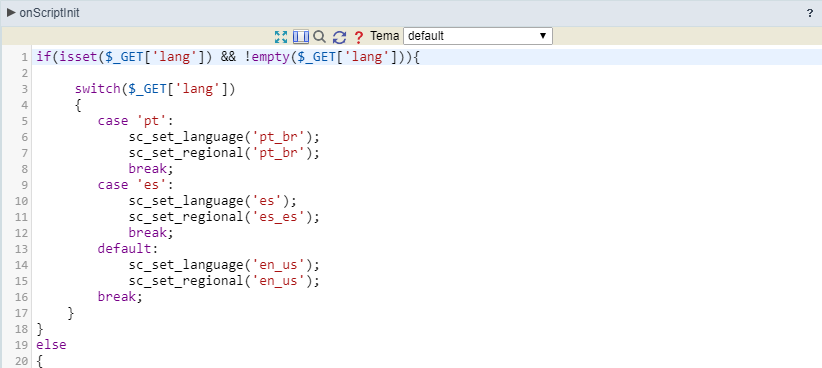 ▶ onScriptInit ?
? Tema default ▼
1 if(isset($_GET['lang']) && !empty($_GET['lang'])){
2
3 switch($_GET['lang'])
4 {
5 case 'pt':
6 sc_set_language('pt_br');
7 sc_set_regional('pt_br');
8 break;
9 case 'es':
10 sc_set_language('es');
11 sc_set_regional('es_es');
12 break;
13 default:
14 sc_set_language('en_us');
15 sc_set_regional('en_us');
16 break;
17 }
18 }
19 else
20 {